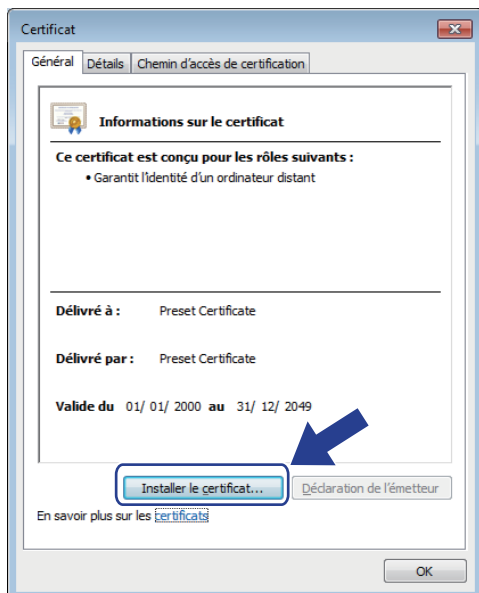 Certificat
Général Détails Chemin d'accès de certification
Informations sur le certificat
Ce certificat est conçu pour les rôles suivants :
• Garantit l'identité d'un ordinateur distant
Délivré à : Preset Certificate
Délivré par : Preset Certificate
Valide du 01/ 01/ 2000 au 31/ 12/ 2049
Installer le certificat... Déclaration de l'émetteur
En savoir plus sur les certificats
OK